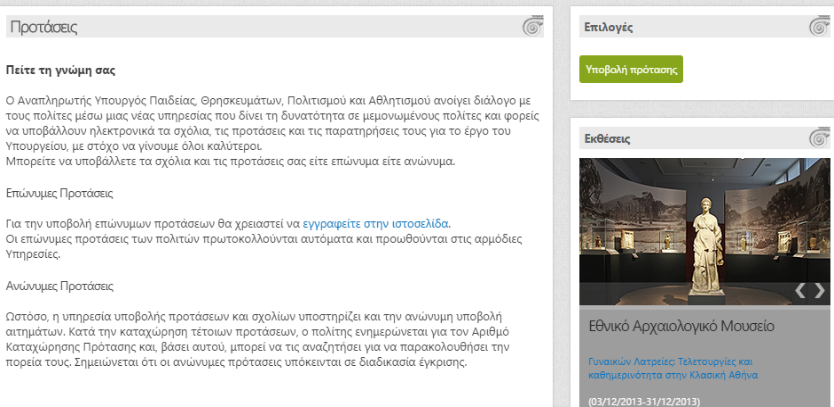 Προτάσεις
Πείτε τη γνώμη σας
Ο Αναπληρωτής Υπουργός Παιδείας, Θρησκευμάτων, Πολιτισμού και Αθλητισμού ανοίγει διάλογο με
τους πολίτες μέσω μιας νέας υπηρεσίας που δίνει τη δυνατότητα σε μεμονωμένους πολίτες και φορείς
να υποβάλλουν ηλεκτρονικά τα σχόλια, τις προτάσεις και τις παρατηρήσεις τους για το έργο του
Υπουργείου, με στόχο να γίνουμε όλοι καλύτεροι.
Μπορείτε να υποβάλλετε τα σχόλια και τις προτάσεις σας είτε επώνυμα είτε ανώνυμα.
Επώνυμες Προτάσεις
Για την υποβολή επώνυμων προτάσεων θα χρειαστεί να εγγραφείτε στην ιστοσελίδα.
Οι επώνυμες προτάσεις των πολιτών πρωτοκολλούνται αυτόματα και προωθούνται στις αρμόδιες
Υπηρεσίες.
Ανώνυμες Προτάσεις
Ωστόσο, η υπηρεσία υποβολής προτάσεων και σχολίων υποστηρίζει και την ανώνυμη υποβολή
αιτημάτων. Κατά την καταχώρηση τέτοιων προτάσεων, ο πολίτης ενημερώνεται για τον Αριθμό
Καταχώρησης Πρότασης και, βάσει αυτού, μπορεί να τις αναζητήσει για να παρακολουθήσει την
πορεία τους. Σημειώνεται ότι οι ανώνυμες πρότασεις υπόκεινται σε διαδικασία έγκρισης.
Επιλογές
Υποβολή πρότασης
Εκθέσεις
Εθνικό Αρχαιολογικό Μουσείο
Γυναικών Λατρείες: Τελετουργίες και
καθημερινότητα στην Κλασική Αθήνα
(03/12/2013-31/12/2013)